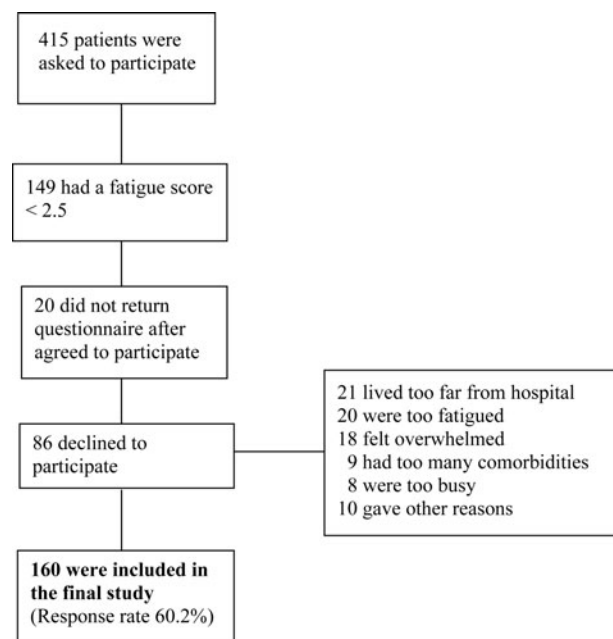 415 patients were
asked to participate
149 had a fatigue score
< 2.5
20 did not return
questionnaire after
agreed to participate
86 declined to
participate
21 lived too far from hospital
20 were too fatigued
18 felt overwhelmed
9 had too many comorbidities
8 were too busy
10 gave other reasons
160 were included in
the final study
(Response rate 60.2%)